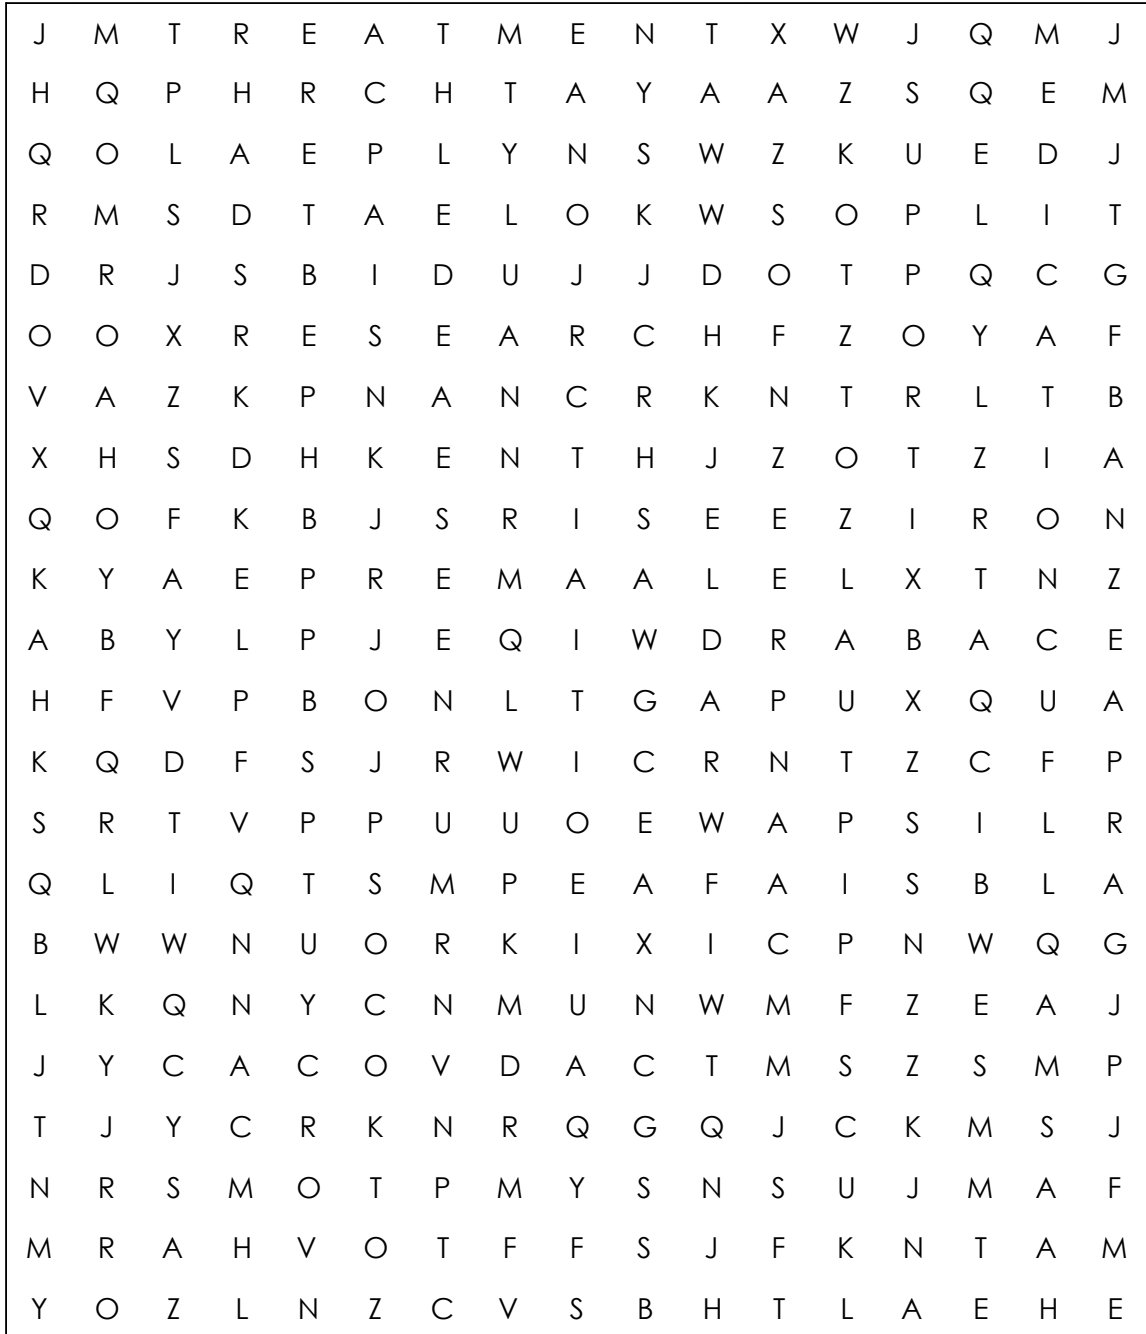 J M T R E A T M E N T X W J Q M J
H Q P H R C H T A Y A A Z S Q E M
Q O L A E P L Y N S W Z K U E D J
R M S D T A E L O K W S O P L I T
D R J S B I D U J J D O T P Q C G
O O X R E S E A R C H F Z O Y A F
V A Z K P N A N C R K N T R L T B
X H S D H K E N T H J Z O T Z I A
Q O F K B J S R I S E E Z I R O N
K Y A E P R E M A A L E L X T N Z
A B Y L P J E Q I W D R A B A C E
H F V P B O N L T G A P U X Q U A
K Q D F S J R W I C R N T Z C F P
S R T V P P U U O E W A P S I L R
Q L I Q T S M P E A F A I S B L A
B W W N U O R K I X I C P N W Q G
L K Q N Y C N M U N W M F Z E A J
J Y C A C O V D A C T M S Z S M P
T J Y C R K N R Q G Q J C K M S J
N R S M O T P M Y S N S U J M A F
M R A H V O T F F S J F K N T A M
Y O Z L N Z C V S B H T L A E H E